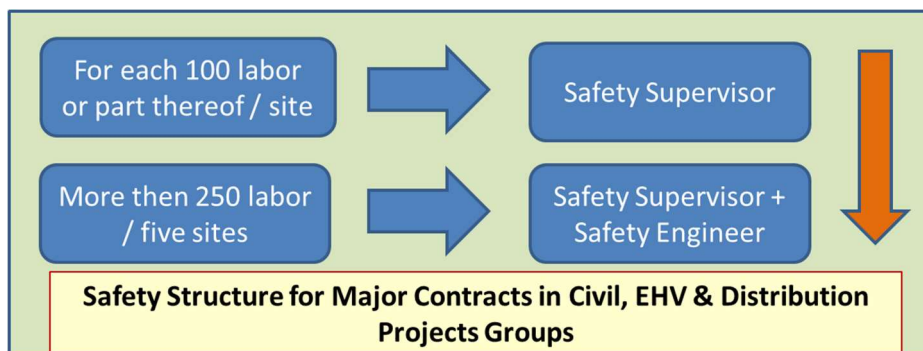 For each 100 labor
or part thereof / site
Safety Supervisor
More then 250 labor
/ five sites
Safety Supervisor +
Safety Engineer
Safety Structure for Major Contracts in Civil, EHV & Distribution
Projects Groups